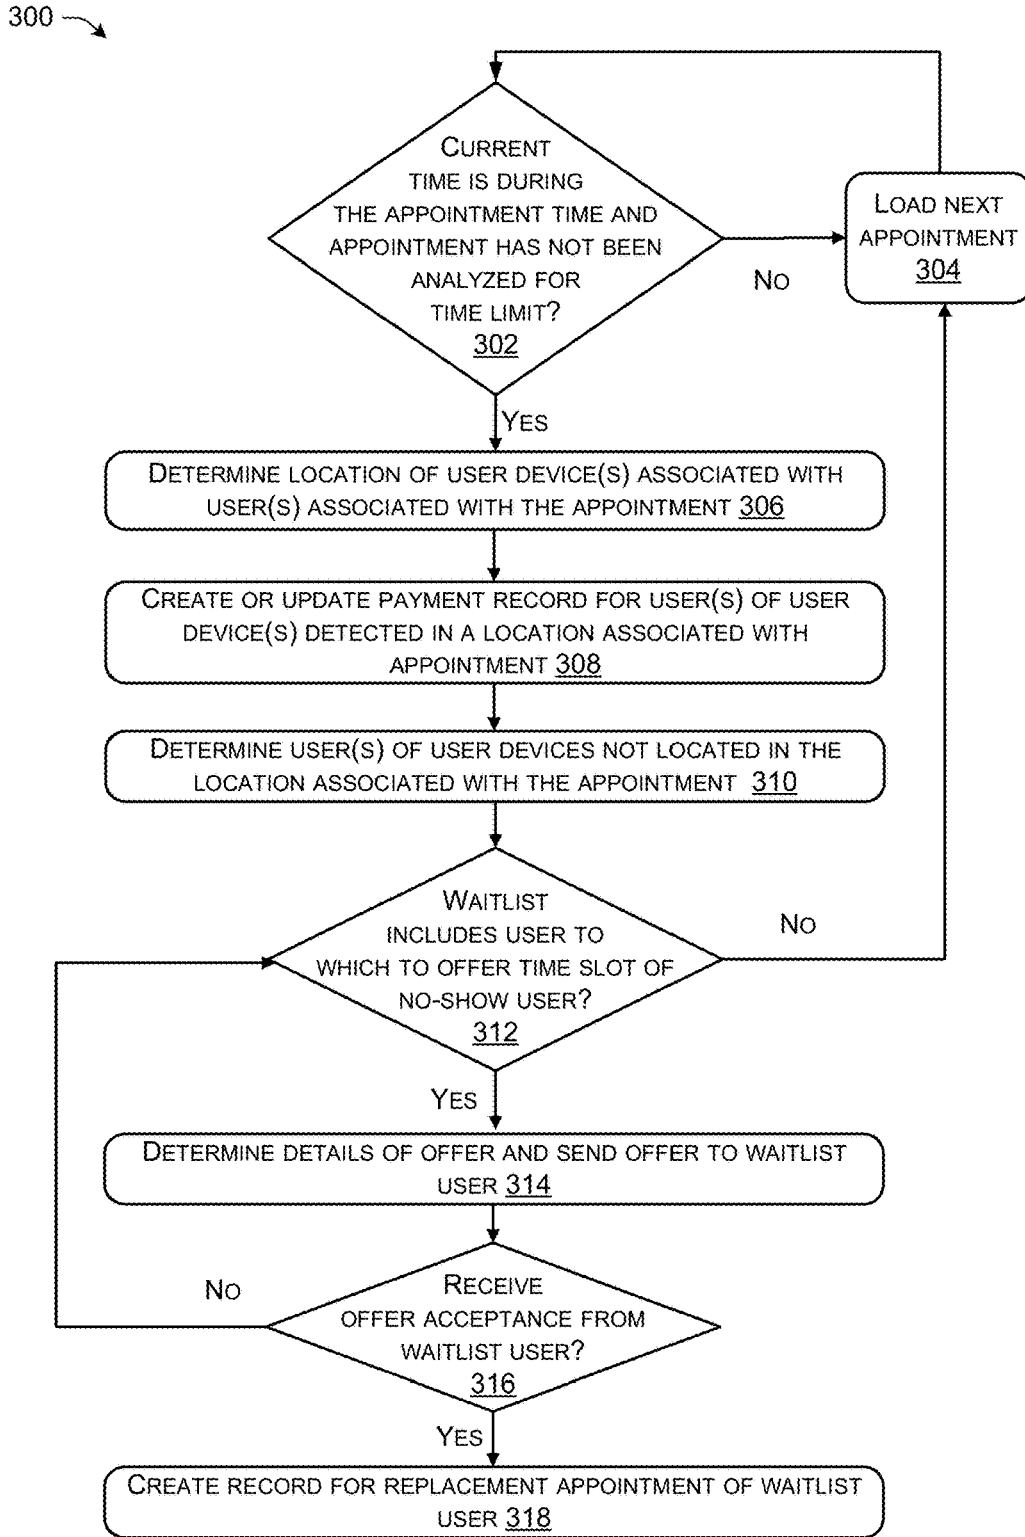 300
CURRENT
TIME IS DURING
THE APPOINTMENT TIME AND
APPOINTMENT HAS NOT BEEN
ANALYZED FOR
TIME LIMIT?
302
NO
LOAD NEXT
APPOINTMENT
304
YES
DETERMINE LOCATION OF USER DEVICE(S) ASSOCIATED WITH
USER(S) ASSOCIATED WITH THE APPOINTMENT 306
CREATE OR UPDATE PAYMENT RECORD FOR USER(S) OF USER
DEVICE(S) DETECTED IN A LOCATION ASSOCIATED WITH
APPOINTMENT 308
DETERMINE USER(S) OF USER DEVICES NOT LOCATED IN THE
LOCATION ASSOCIATED WITH THE APPOINTMENT 310
WAITLIST
INCLUDES USER TO
WHICH TO OFFER TIME SLOT OF
NO-SHOW USER?
312
NO
YES
DETERMINE DETAILS OF OFFER AND SEND OFFER TO WAITLIST
USER 314
NO
RECEIVE
OFFER ACCEPTANCE FROM
WAITLIST USER?
316
YES
CREATE RECORD FOR REPLACEMENT APPOINTMENT OF WAITLIST
USER 318